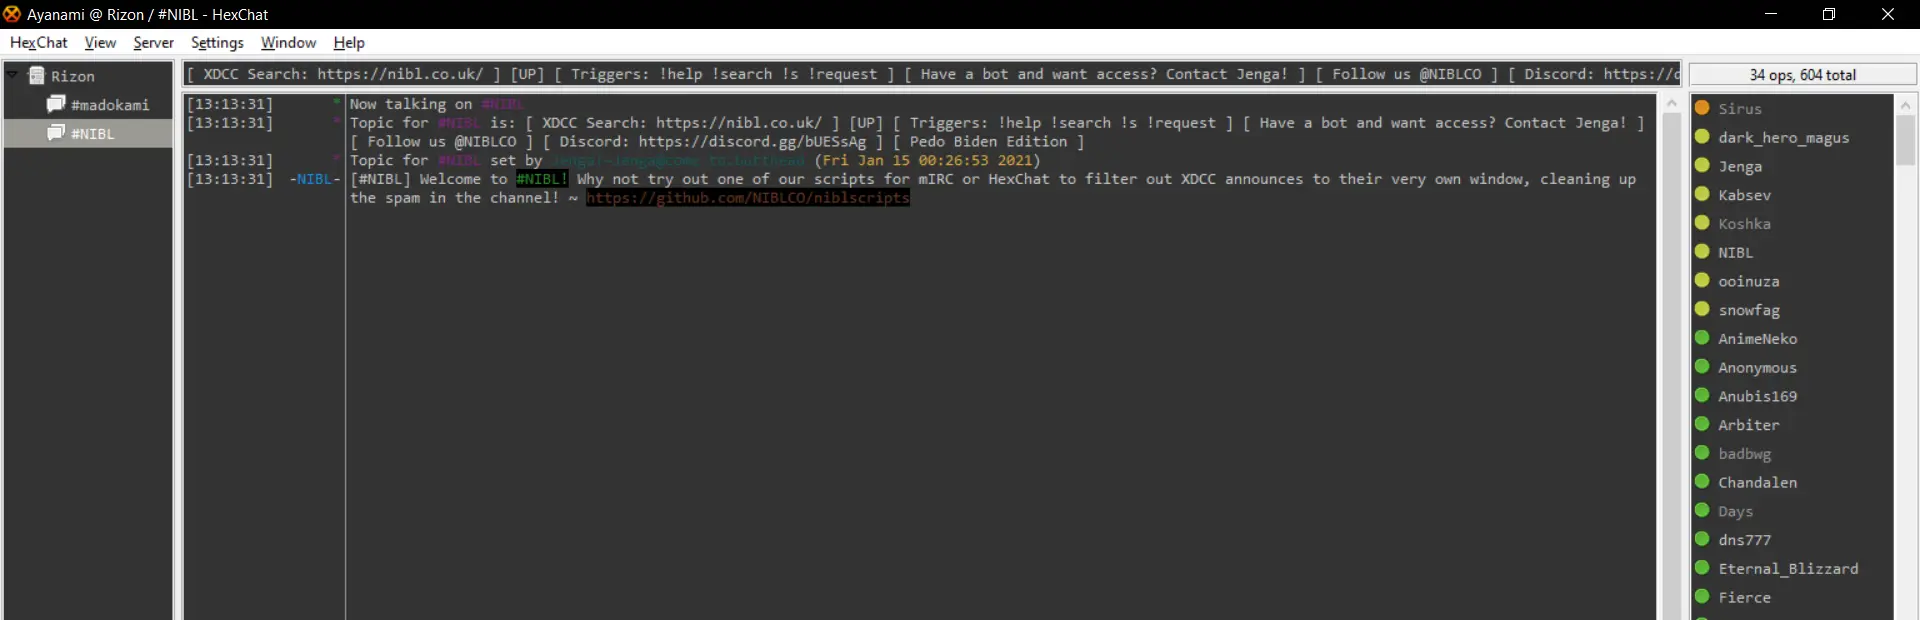 Ayanami @ Rizon / #NIBL - HexChat
HexChat View Server Settings Window Help
Rizon
#madokami
#NIBL
[ XDCC Search: https://nibl.co.uk/ ] [UP] [ Triggers: !help !search !s !request ] [ Have a bot and want access? Contact Jenga! ] [ Follow us @NIBLCO ] [ Discord: https://d
[13:13:31] * Now talking on #NIBL
[13:13:31] * Topic for #NIBL is: [ XDCC Search: https://nibl.co.uk/ ] [UP] [ Triggers: !help !search !s !request ] [ Have a bot and want access? Contact Jenga! ]
[ Follow us @NIBLCO ] [ Discord: https://discord.gg/bUESsAg ] [ Pedo Biden Edition ]
[13:13:31] * Topic for #NIBL set by (Fri Jan 15 00:26:53 2021)
[13:13:31] -NIBL- [#NIBL] Welcome to #NIBL! Why not try out one of our scripts for mIRC or HexChat to filter out XDCC announces to their very own window, cleaning up
the spam in the channel! ~ https://github.com/NIBLCO/niblscripts
34 ops, 604 total
Sirus
dark_hero_magus
Jenga
Kabsev
Koshka
NIBL
ooinuza
snowfag
AnimeNeko
Anonymous
Anubis169
Arbiter
badbwg
Chandalen
Days
dns777
Eternal_Blizzard
Fierce